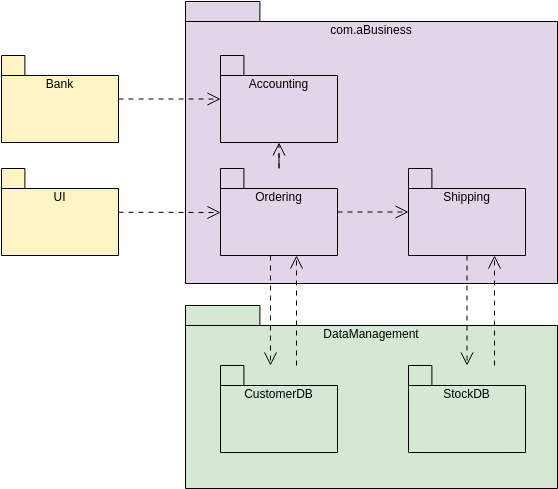 com.aBusiness
Bank
Accounting
UI
Ordering
Shipping
DataManagement
CustomerDB
StockDB